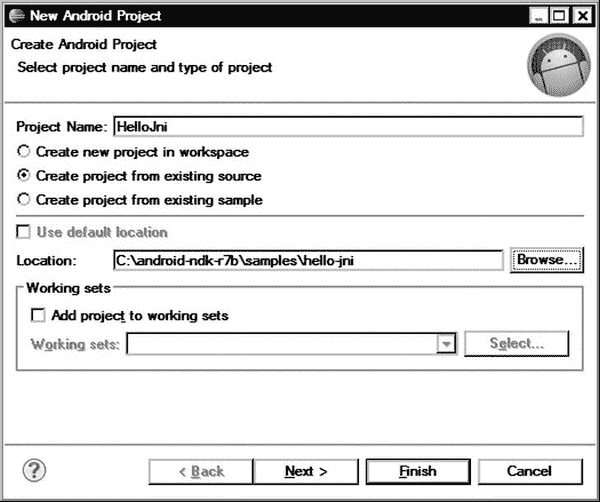 New Android Project
Create Android Project
Select project name and type of project
Project Name: HelloJni
Create new project in workspace
Create project from existing source
Create project from existing sample
Use default location
Location: C:\android-ndk-r7b\samples\hello-jni Browse...
Working sets
Add project to working sets
Working sets: Select...
? < Back Next > Finish Cancel